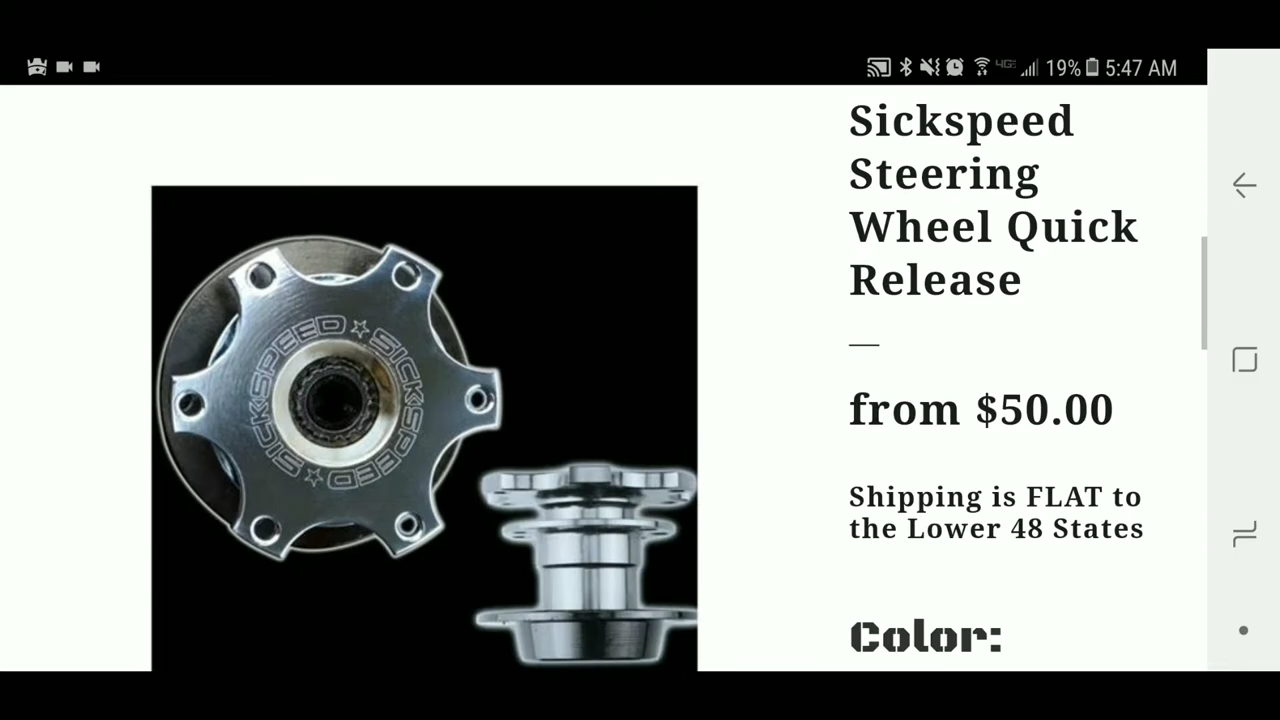 4G
19%
5:47 AM
Sickspeed
Steering
Wheel Quick
Release
—
from $50.00
Shipping is FLAT to
the Lower 48 States
Color:
SICKSPEED ☆ SICKSPEED ☆